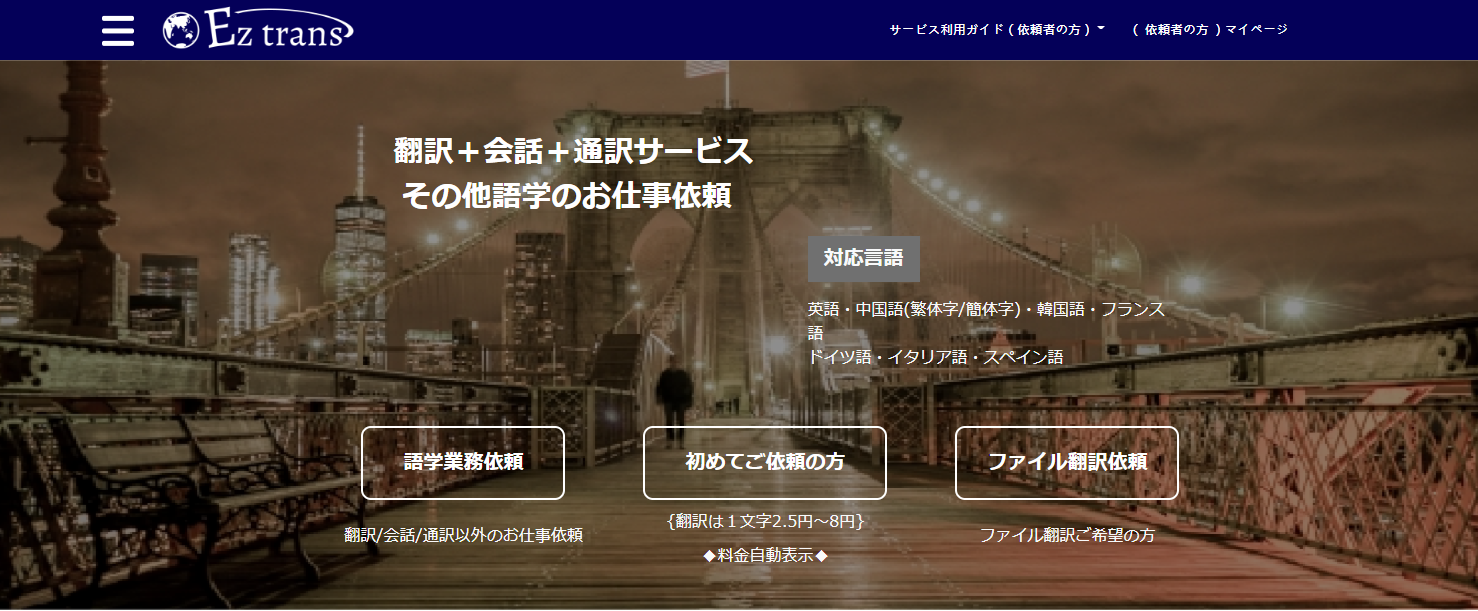 Ez trans
サービス利用ガイド ( 依頼者の方 )
( 依頼者の方 ) マイページ
翻訳＋会話＋通訳サービス
その他語学のお仕事依頼
対応言語
英語・中国語(繁体字/簡体字)・韓国語・フランス
語
ドイツ語・イタリア語・スペイン語
語学業務依頼
初めてご依頼の方
ファイル翻訳依頼
翻訳/会話/通訳以外のお仕事依頼
{翻訳は１文字2.5円～8円}
ファイル翻訳ご希望の方
◆料金自動表示◆